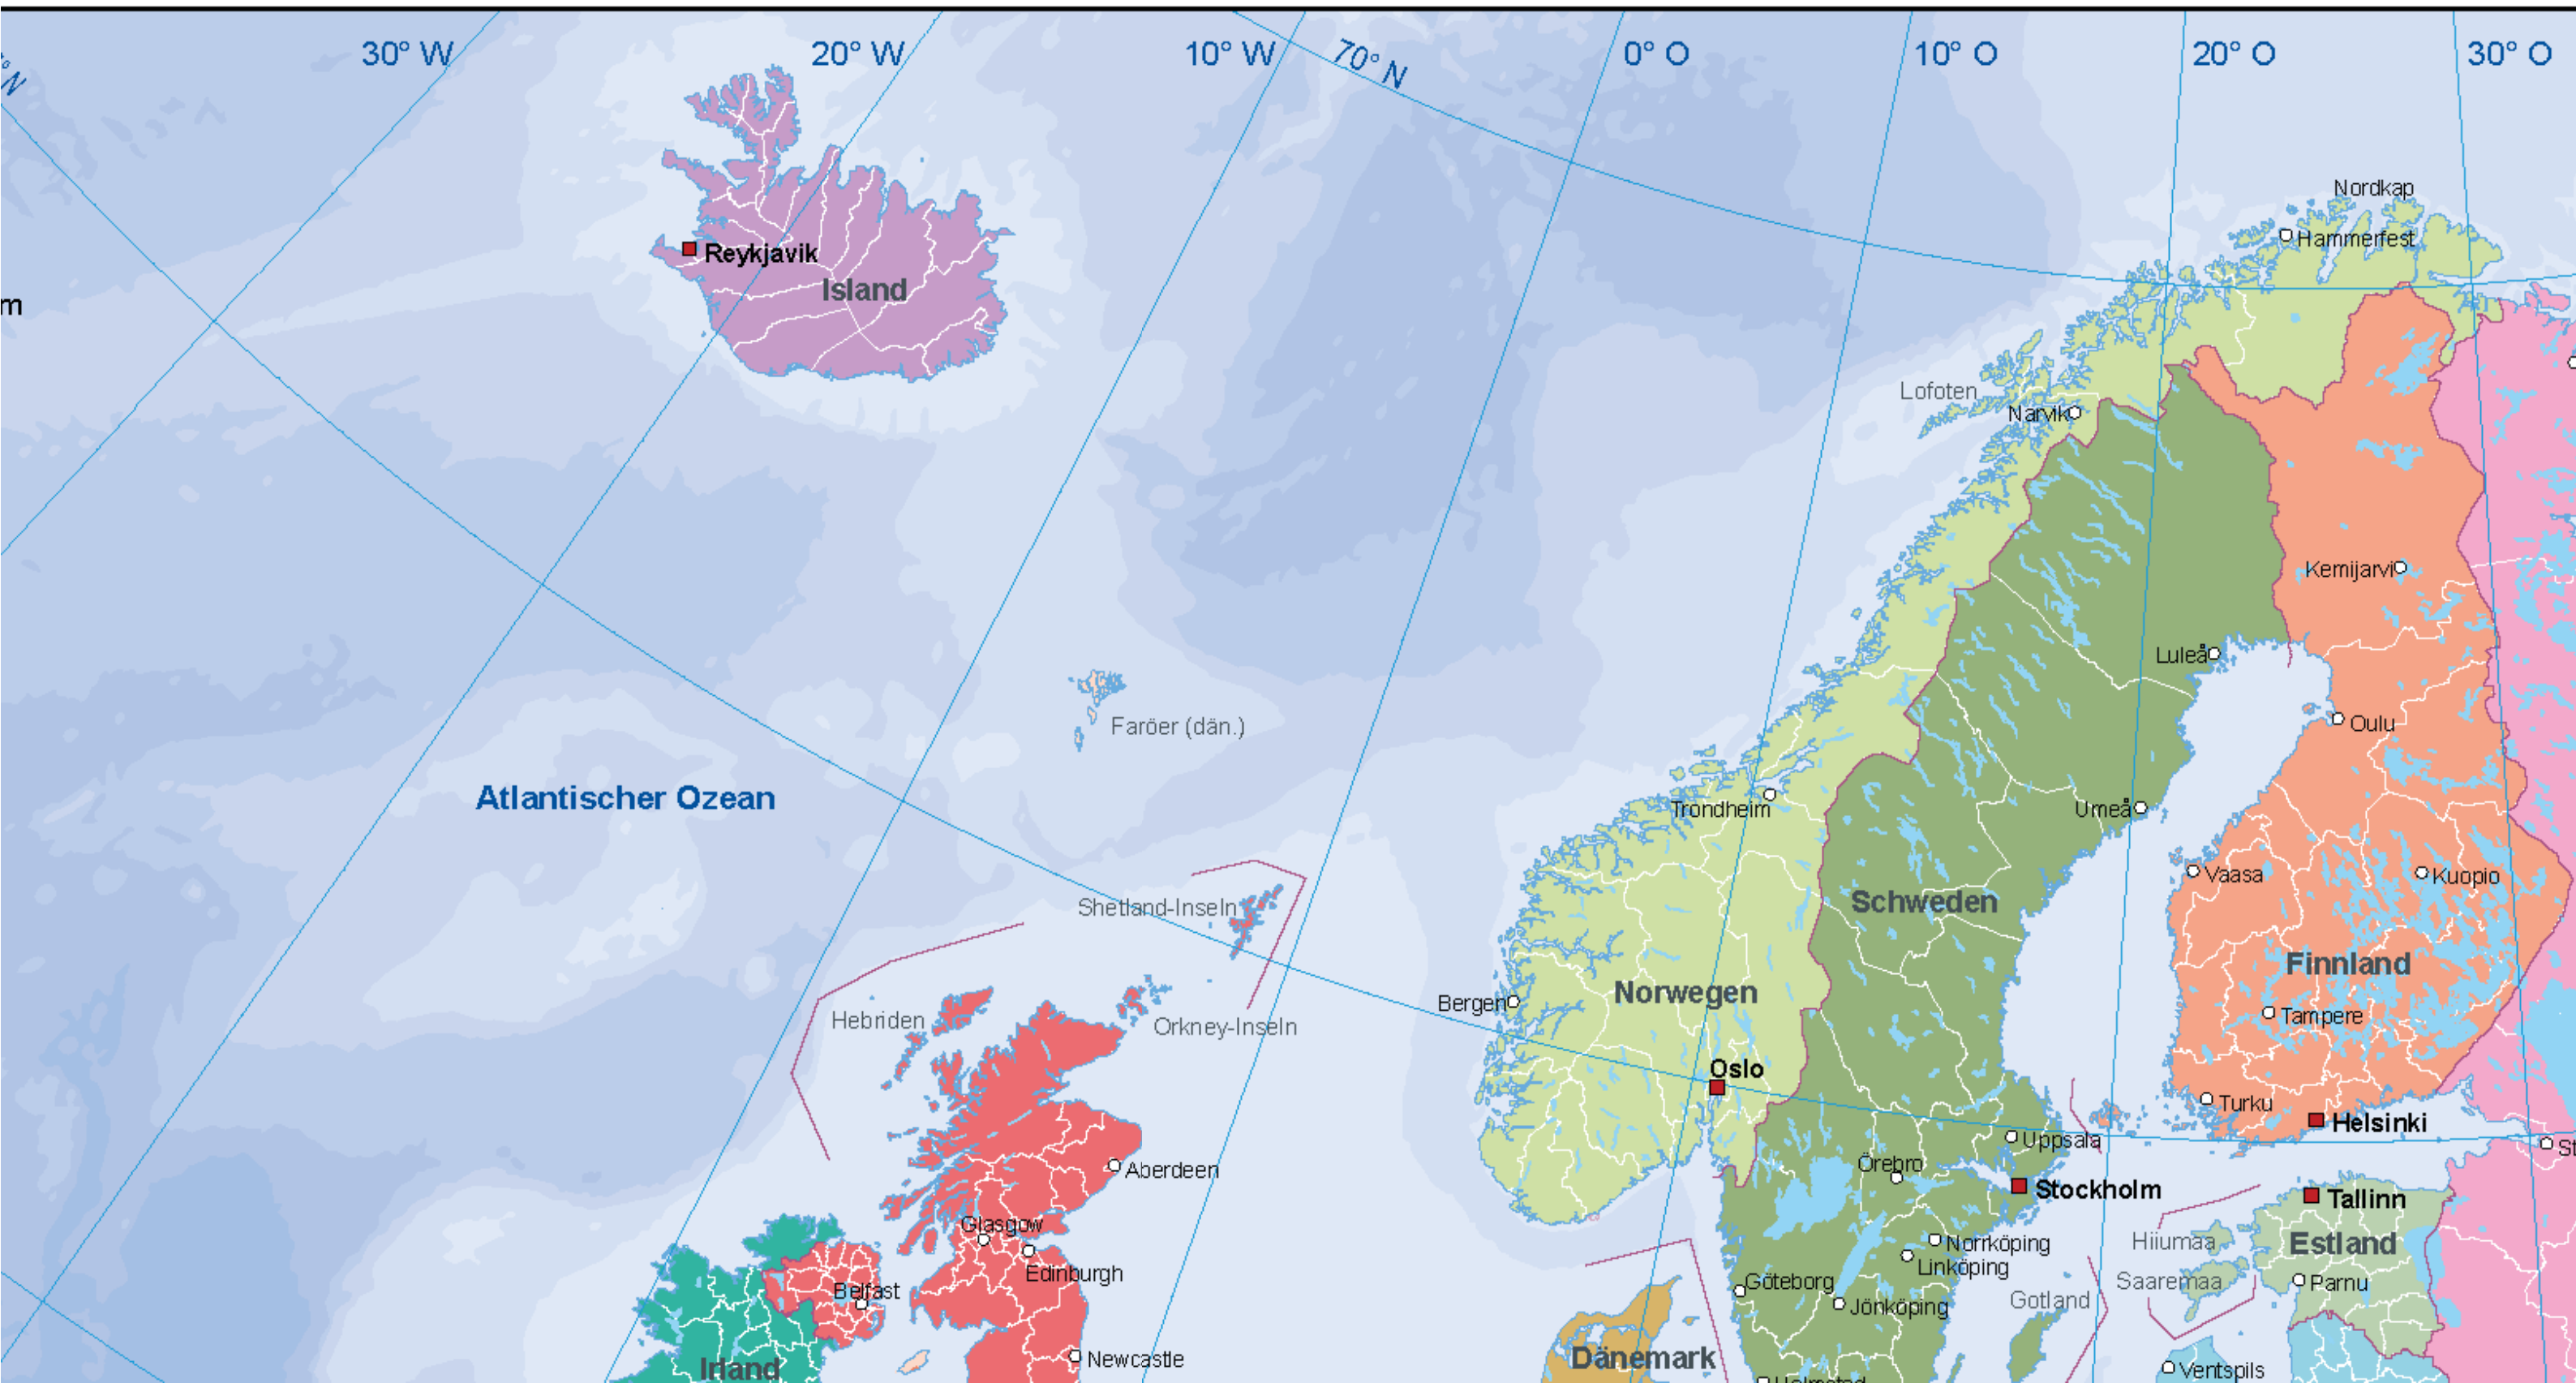 30° W
20° W
10° W
70° N
0° O
10° O
20° O
30° O
° N
Nordkap
Hammerfest
Reykjavik
Island
m
Lofoten
Narvik
Kemijarvi
Luleå
Oulu
Faröer (dän.)
Atlantischer Ozean
Trondheim
Umeå
Vaasa
Kuopio
Schweden
Shetland-Inseln
Finnland
Norwegen
Bergen
Tampere
Hebriden
Orkney-Inseln
Oslo
Turku
Helsinki
Uppsala
St
Aberdeen
Örebro
Stockholm
Tallinn
Glasgow
Hiiumaa
Estland
Norrköping
Linköping
Edinburgh
Göteborg
Saaremaa
Parnu
Belfast
Gotland
Jönköping
Irland
Newcastle
Dänemark
Ventspils